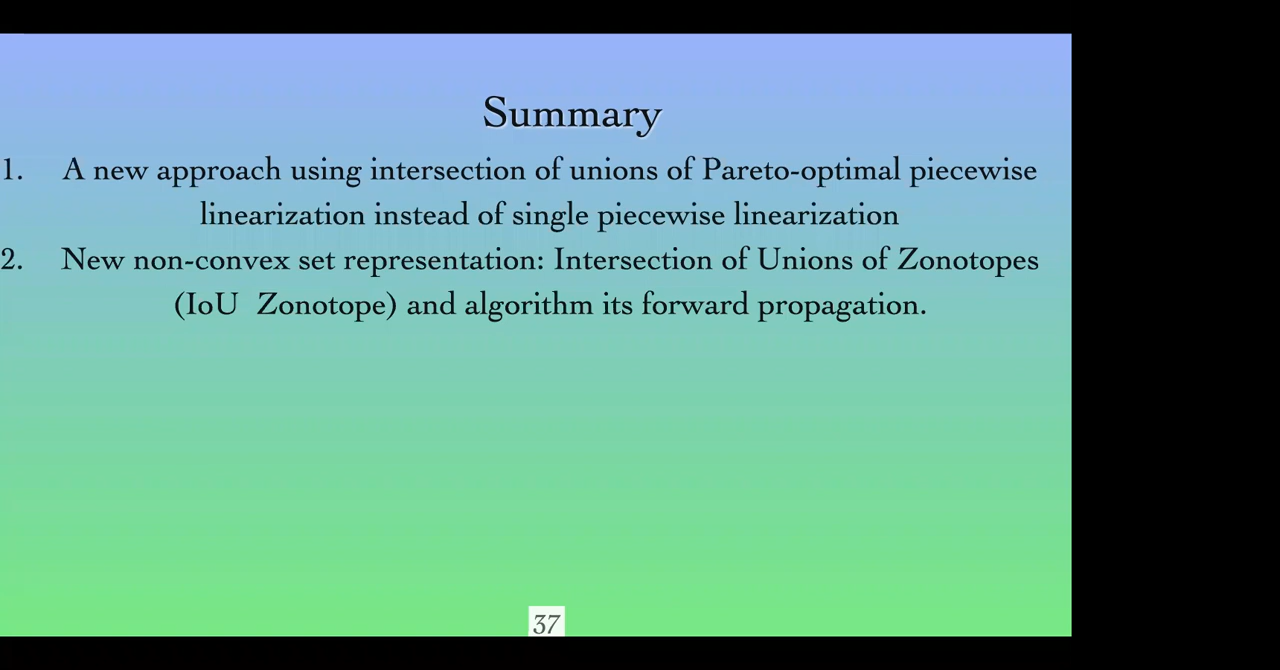 Summary
1. A new approach using intersection of unions of Pareto-optimal piecewise
linearization instead of single piecewise linearization
2. New non-convex set representation: Intersection of Unions of Zonotopes
(IoU Zonotope) and algorithm its forward propagation.
37